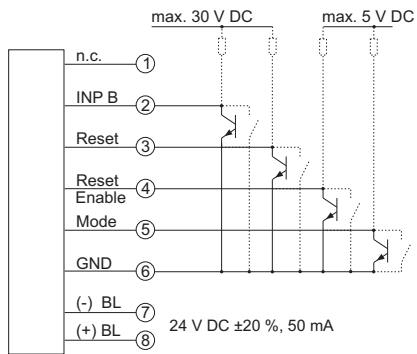 max. 30 V DC
max. 5 V DC
n.c.
1
INP B
2
Reset
3
Reset
Enable
4
Mode
5
GND
6
(-) BL
7
24 V DC ±20 %, 50 mA
(+) BL
8